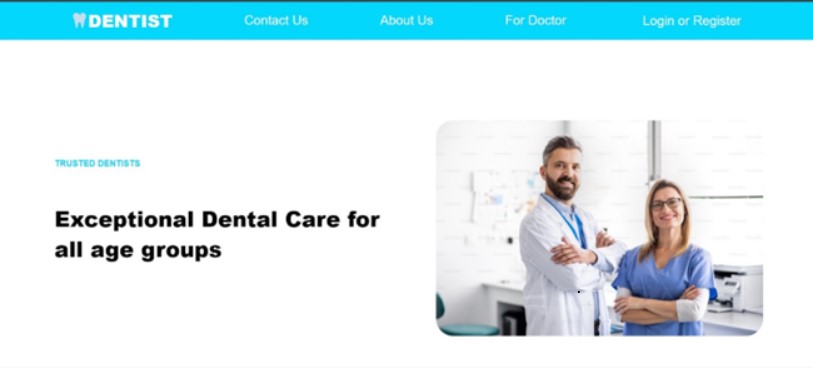 DENTIST
Contact Us
About Us
For Doctor
Login or Register
TRUSTED DENTISTS
Exceptional Dental Care for
all age groups